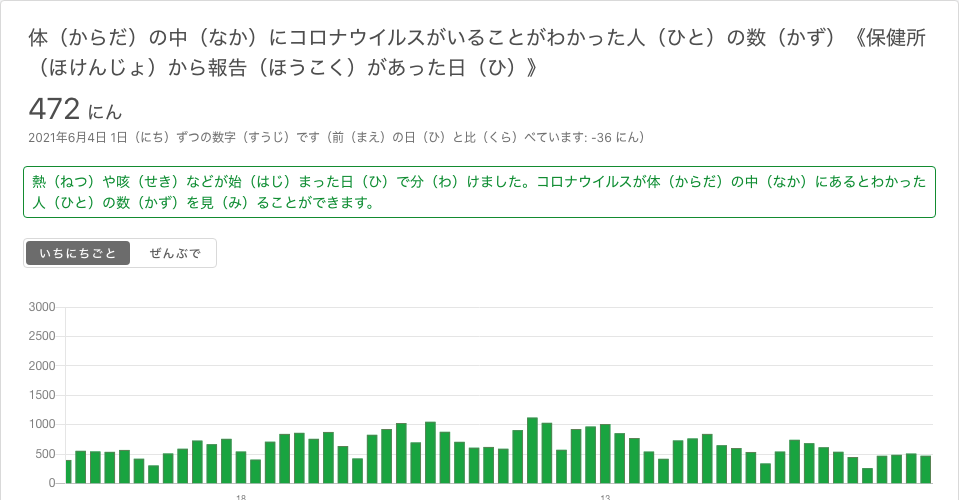 体（からだ）の中（なか）にコロナウイルスがいることがわかった人（ひと）の数（かず）《保健所
（ほけんじょ）から報告（ほうこく）があった日（ひ）》
472 にん
2021年6月4日 1日（にち）ずつの数字（すうじ）です（前（まえ）の日（ひ）と比（くら）べています: -36 にん）
熱（ねつ）や咳（せき）などが始（はじ）まった日（ひ）で分（わ）けました。コロナウイルスが体（からだ）の中（なか）にあるとわかった
人（ひと）の数（かず）を見（み）ることができます。
いちにちごと ぜんぶで
3000
2500
2000
1500
1000
500
0
18 13